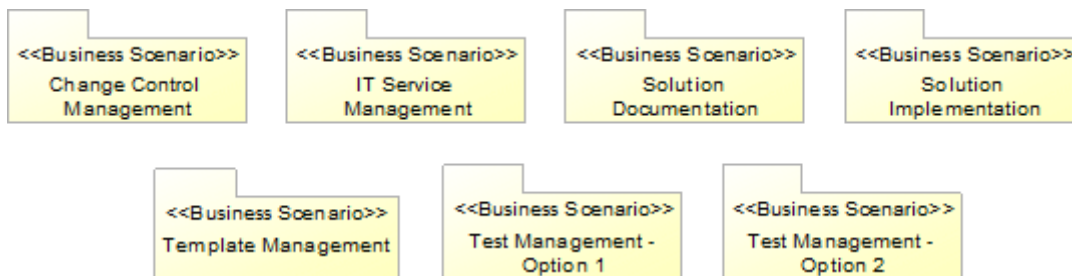 <<Business Scenario>>
Change Control
Management
<<Business Scenario>>
IT Service
Management
<<Business Scenario>>
Solution
Documentation
<<Business Scenario>>
Solution
Implementation
<<Business Scenario>>
Template Management
<<Business Scenario>>
Test Management -
Option 1
<<Business Scenario>>
Test Management -
Option 2